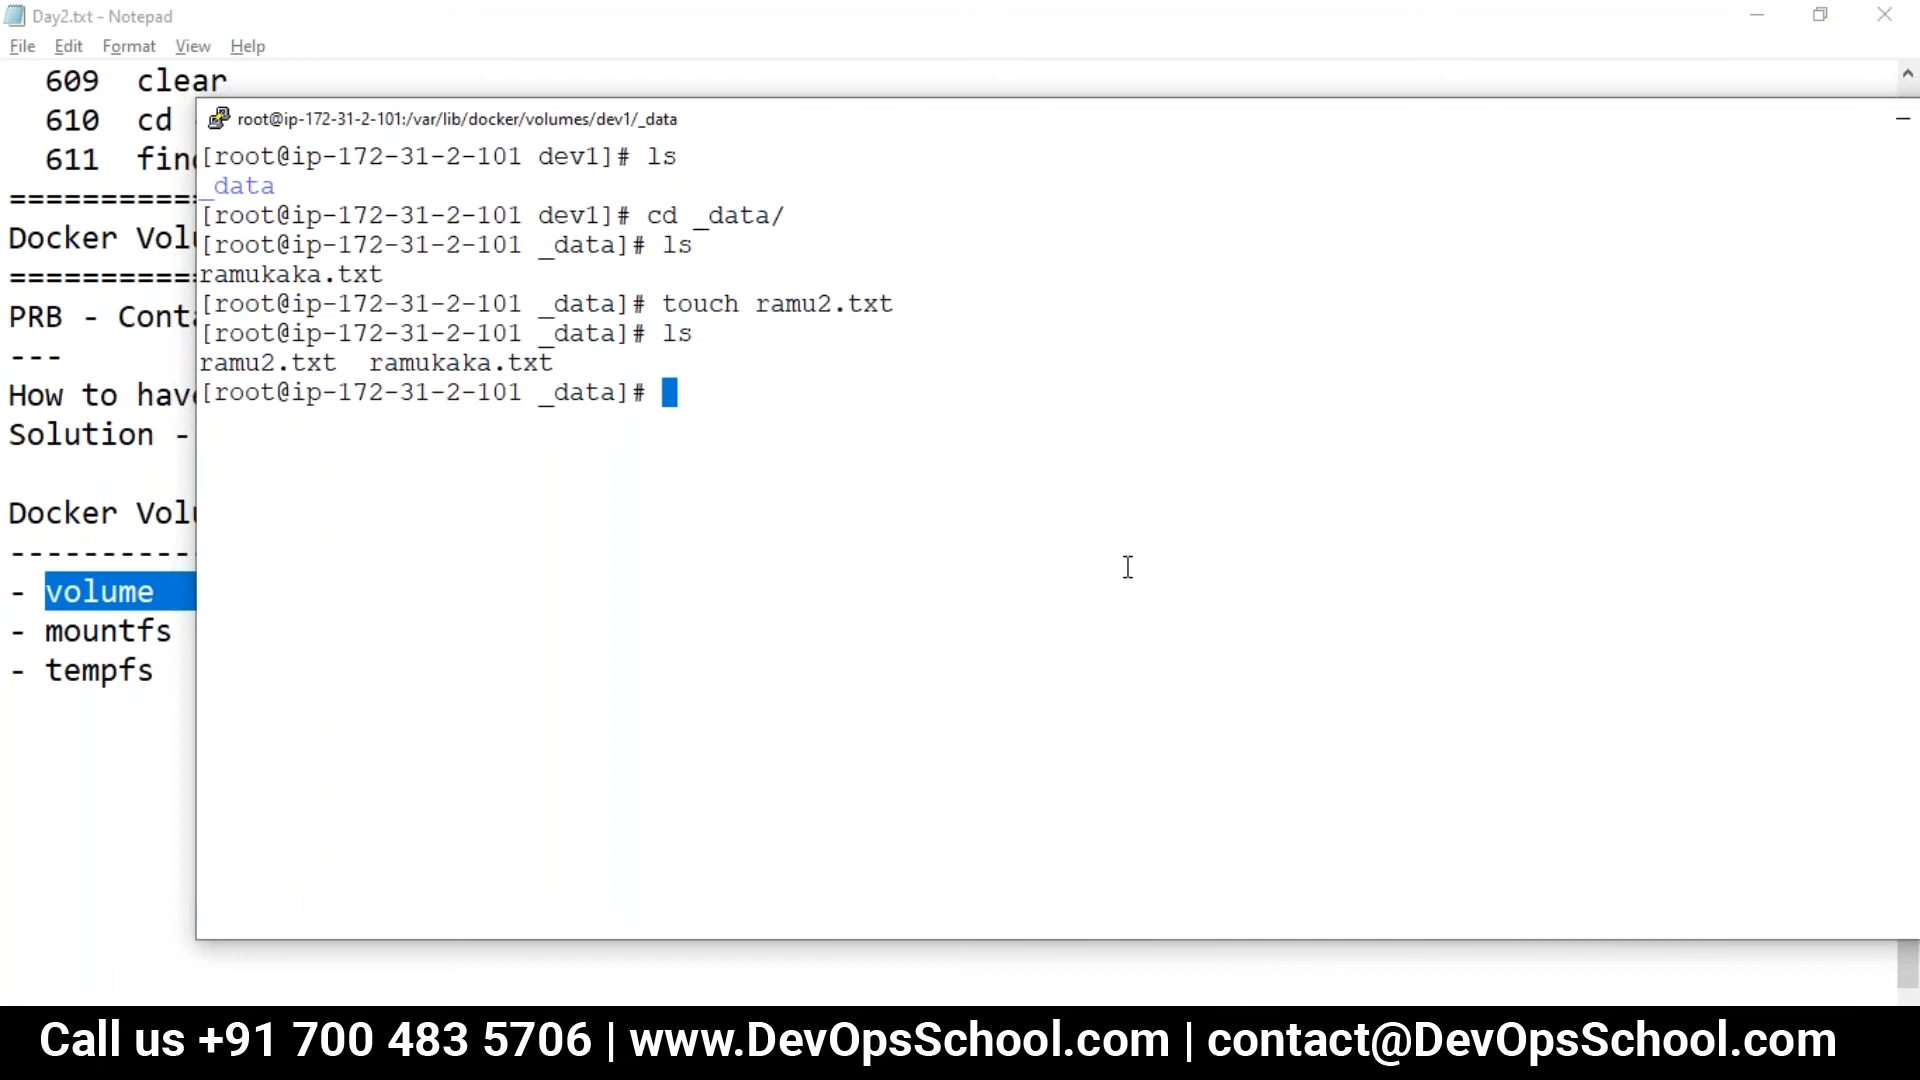 Day2.txt - Notepad
File Edit Format View Help
609 clear
610 cd
611 find
===========
Docker Volu
===========
PRB - Conta
---
How to have
Solution -
Docker Volu
-----------
- volume
- mountfs
- tempfs
root@ip-172-31-2-101:/var/lib/docker/volumes/dev1/_data
[root@ip-172-31-2-101 dev1]# ls
_data
[root@ip-172-31-2-101 dev1]# cd _data/
[root@ip-172-31-2-101 _data]# ls
ramukaka.txt
[root@ip-172-31-2-101 _data]# touch ramu2.txt
[root@ip-172-31-2-101 _data]# ls
ramu2.txt ramukaka.txt
[root@ip-172-31-2-101 _data]#
Call us +91 700 483 5706 | www.DevOpsSchool.com | contact@DevOpsSchool.com